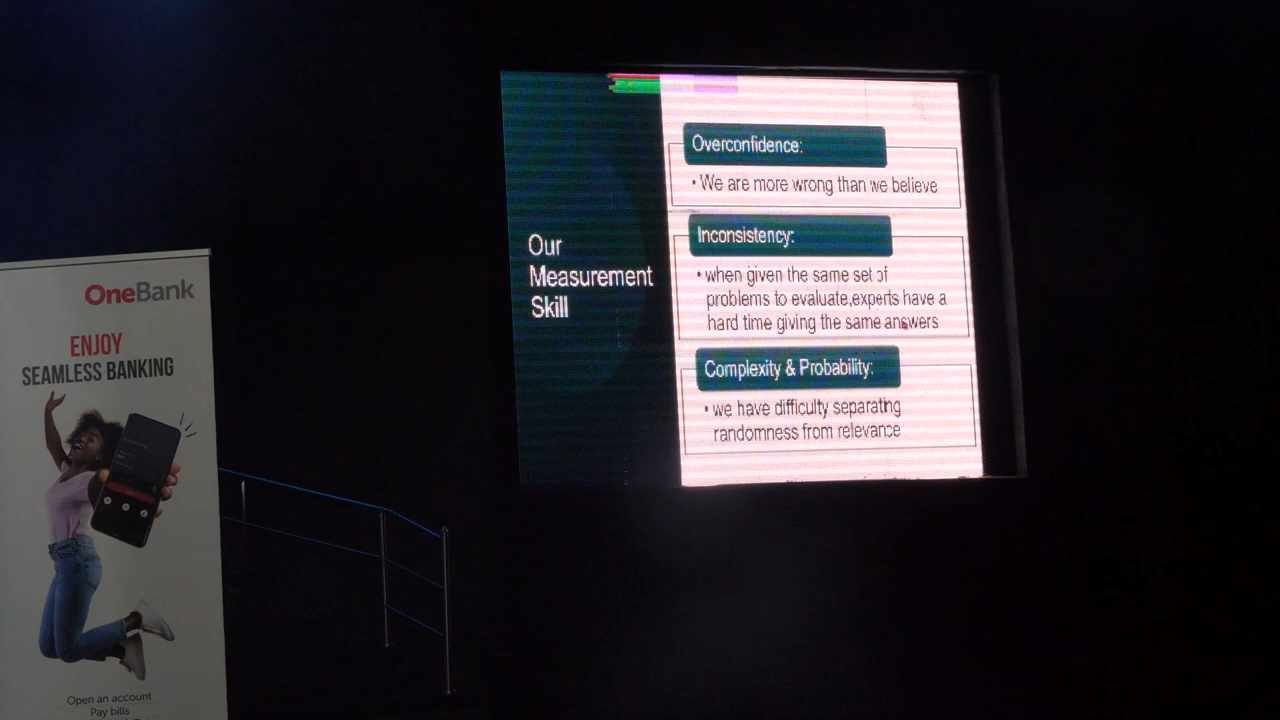 OneBank
ENJOY
SEAMLESS BANKING
Open an account
Pay bills
Our
Measurement
Skill
Overconfidence:
• We are more wrong than we believe
Inconsistency:
• when given the same set of
problems to evaluate,experts have a
hard time giving the same answers
Complexity & Probability:
• we have difficulty separating
randomness from relevance